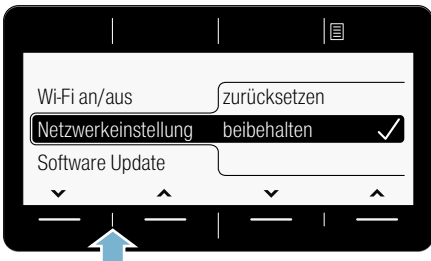 Wi-Fi an/aus zurücksetzen
Netzwerkeinstellung beibehalten
Software Update